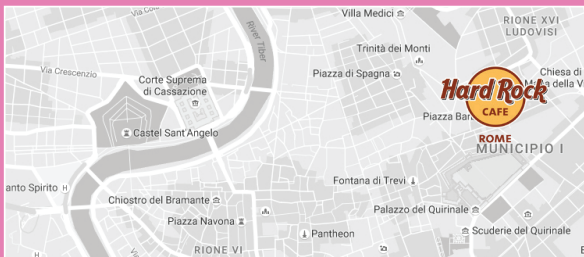 Via Cola
River Tiber
Villa Medici
RIONE XVI
LUDOVISI
Trinità dei Monti
Via Crescenzio
Corte Suprema
di Cassazione
Piazza di Spagna
Chiesa di
della Vi
Hard Rock
CAFE
ROME
Piazza Bar
Castel Sant'Angelo
MUNICIPIO I
anto Spirito
H
Fontana di Trevi
Chiostro del Bramante
Palazzo del Quirinale
Piazza Navona
Scuderie del Quirinale
Pantheon
RIONE VI